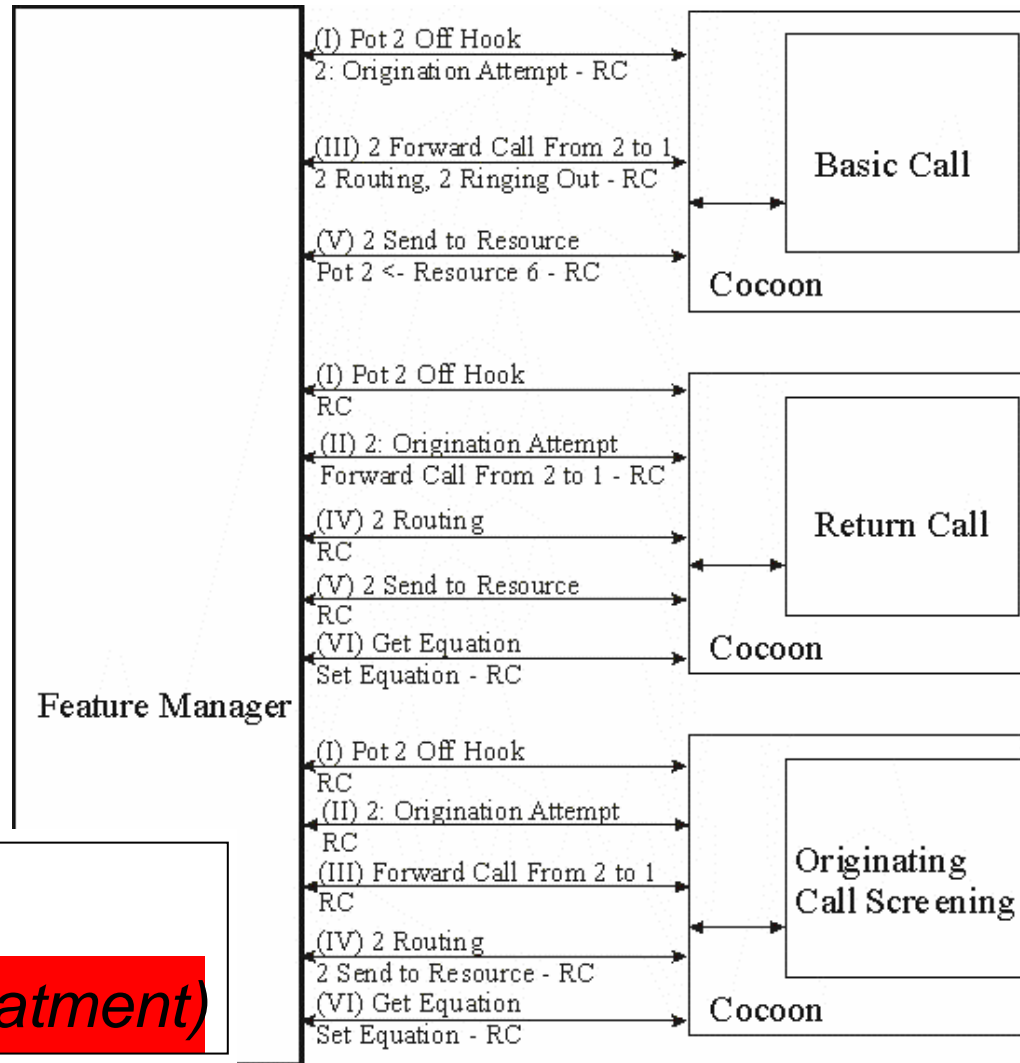 (I) Pot 2 Off Hook
2: Origination Attempt - RC
(III) 2 Forward Call From 2 to 1
2 Routing, 2 Ringing Out - RC
(V) 2 Send to Resource
Pot 2 <- Resource 6 - RC
Basic Call
Cocoon
(I) Pot 2 Off Hook
RC
(II) 2: Origination Attempt
Forward Call From 2 to 1 - RC
(IV) 2 Routing
RC
(V) 2 Send to Resource
RC
(VI) Get Equation
Set Equation - RC
Return Call
Cocoon
Feature Manager
(I) Pot 2 Off Hook
RC
(II) 2: Origination Attempt
RC
(III) Forward Call From 2 to 1
RC
(IV) 2 Routing
2 Send to Resource - RC
(VI) Get Equation
Set Equation - RC
Originating
Call Screening
Cocoon
atment)